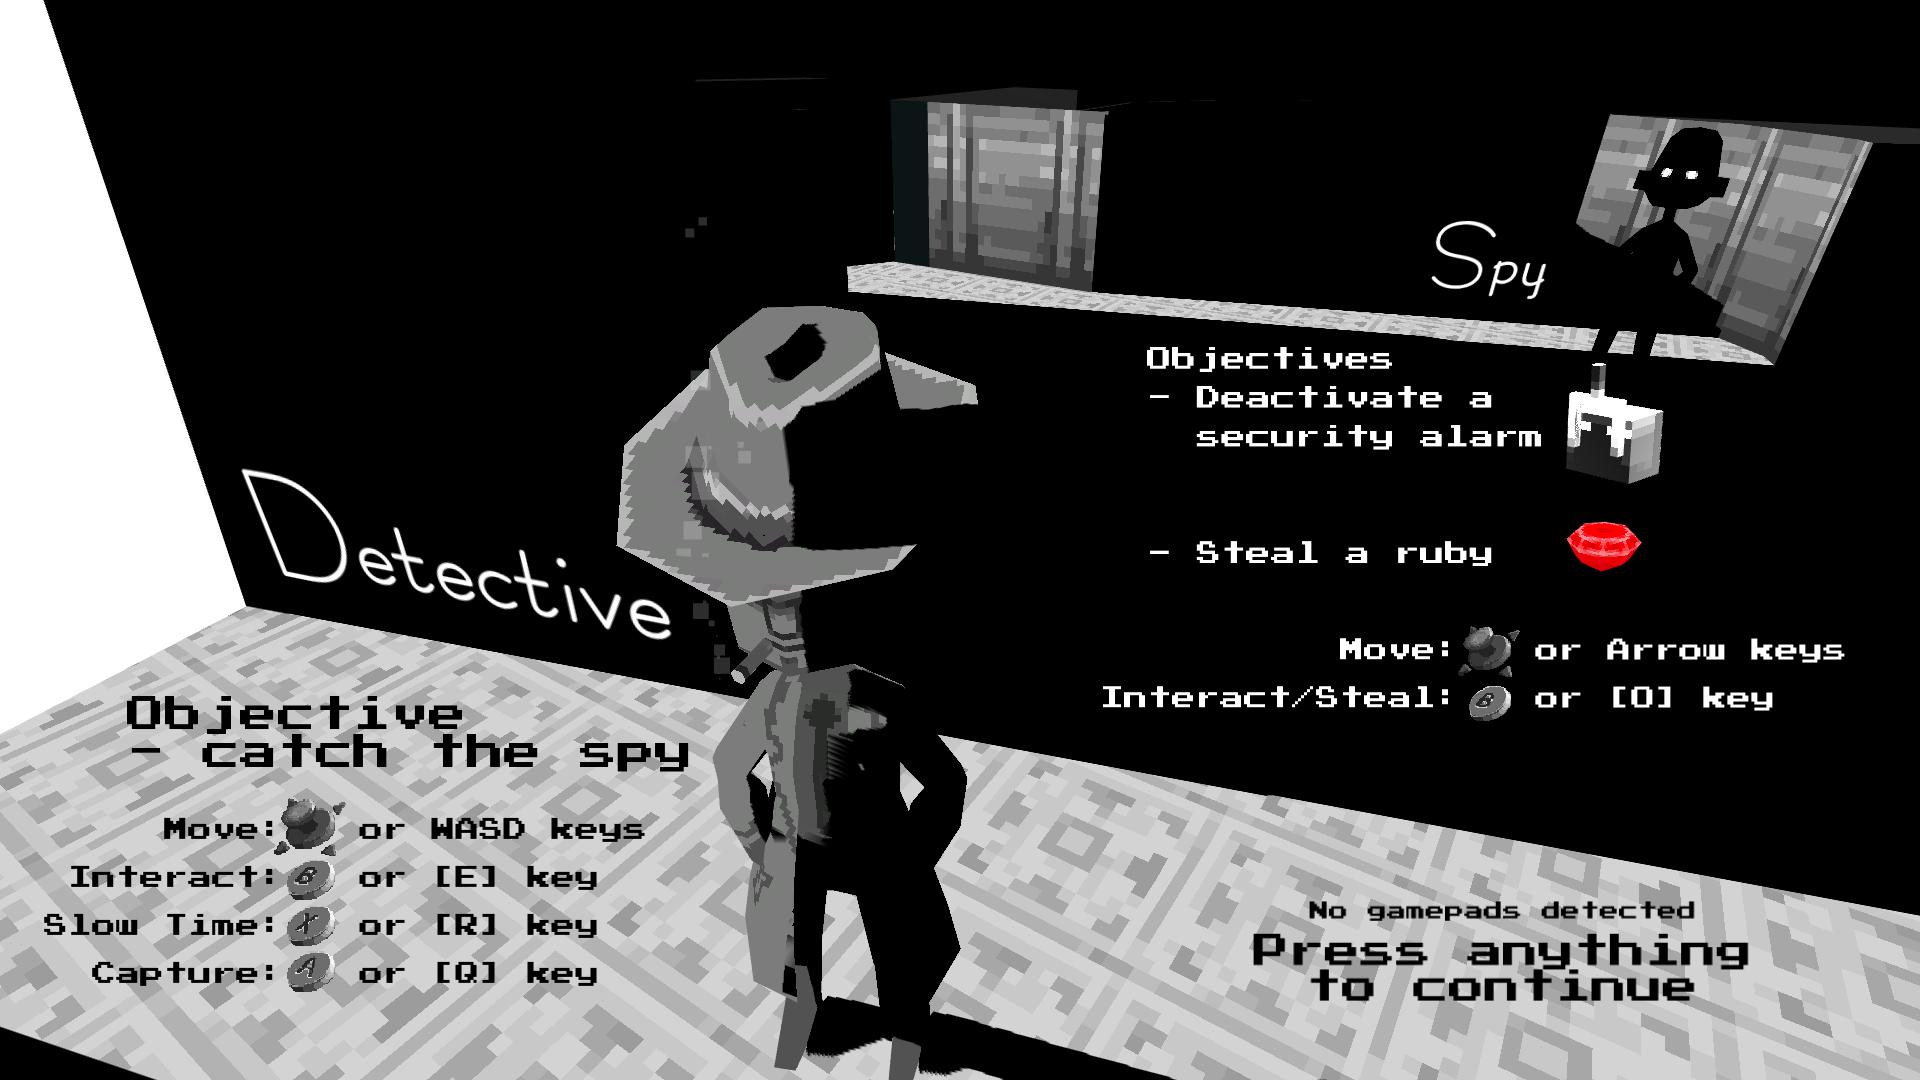 Spy
Objectives
- Deactivate a
security alarm
- Steal a ruby
Move: or Arrow keys
Interact/Steal: B or [O] key
Detective
Objective
- catch the spy
Move: or WASD keys
Interact: B or [E] key
Slow Time: X or [R] key
Capture: A or [Q] key
No gamepads detected
Press anything
to continue